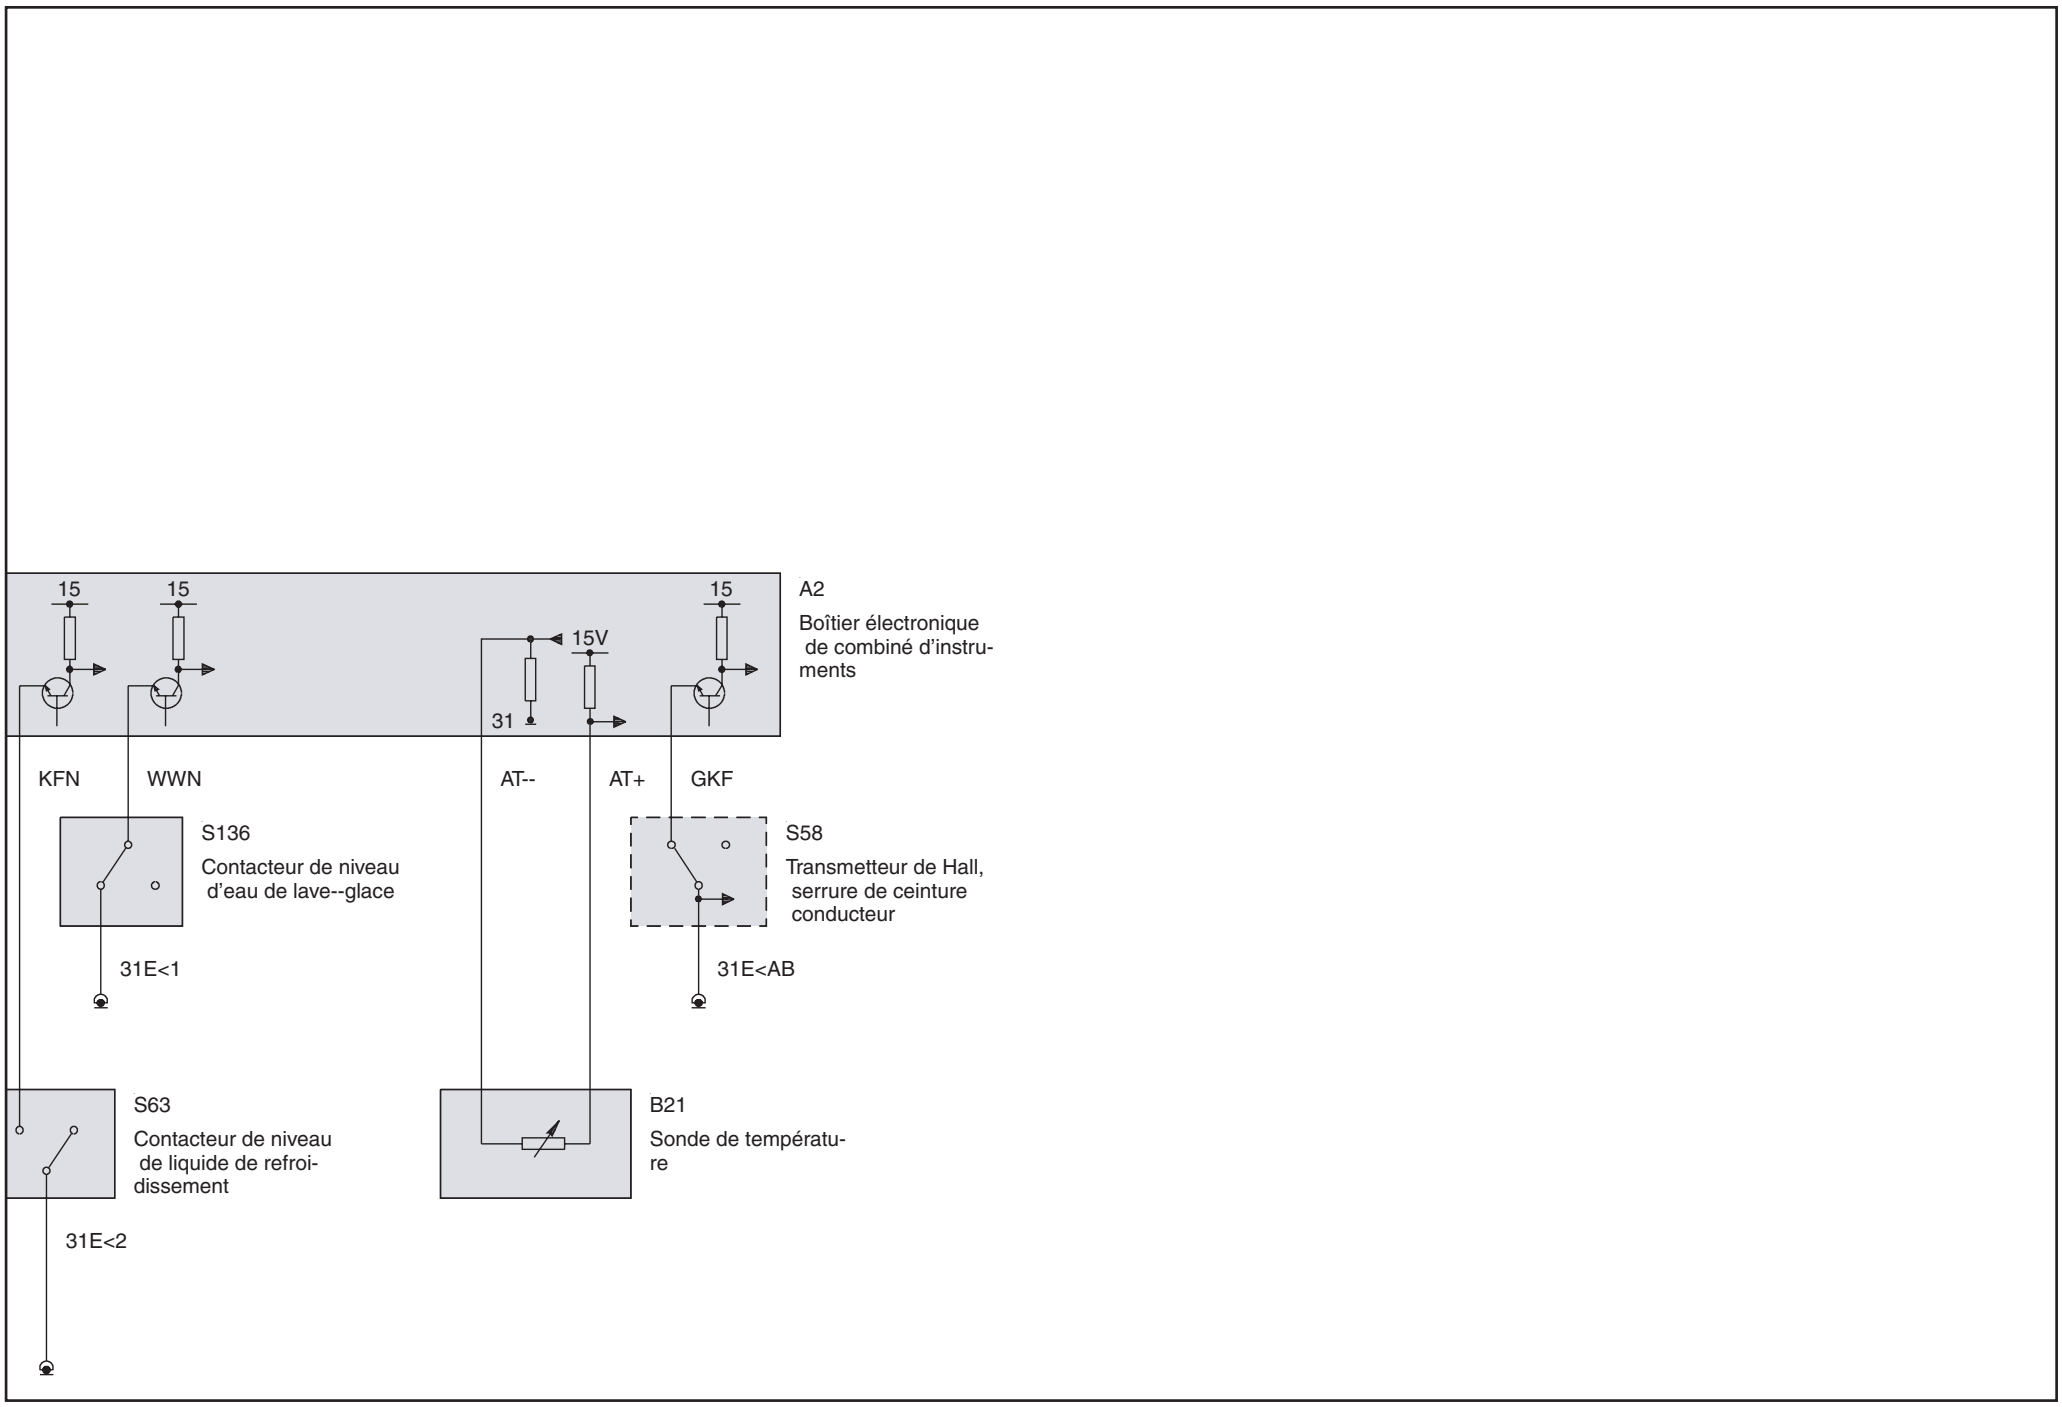 15
15
15
A2
Boîtier électronique
de combiné d’instru-
ments
15V
31
KFN
WWN
AT--
AT+
GKF
S136
Contacteur de niveau
d’eau de lave--glace
S58
Transmetteur de Hall,
serrure de ceinture
conducteur
31E<1
31E<AB
S63
Contacteur de niveau
de liquide de refroi-
dissement
B21
Sonde de températu-
re
31E<2